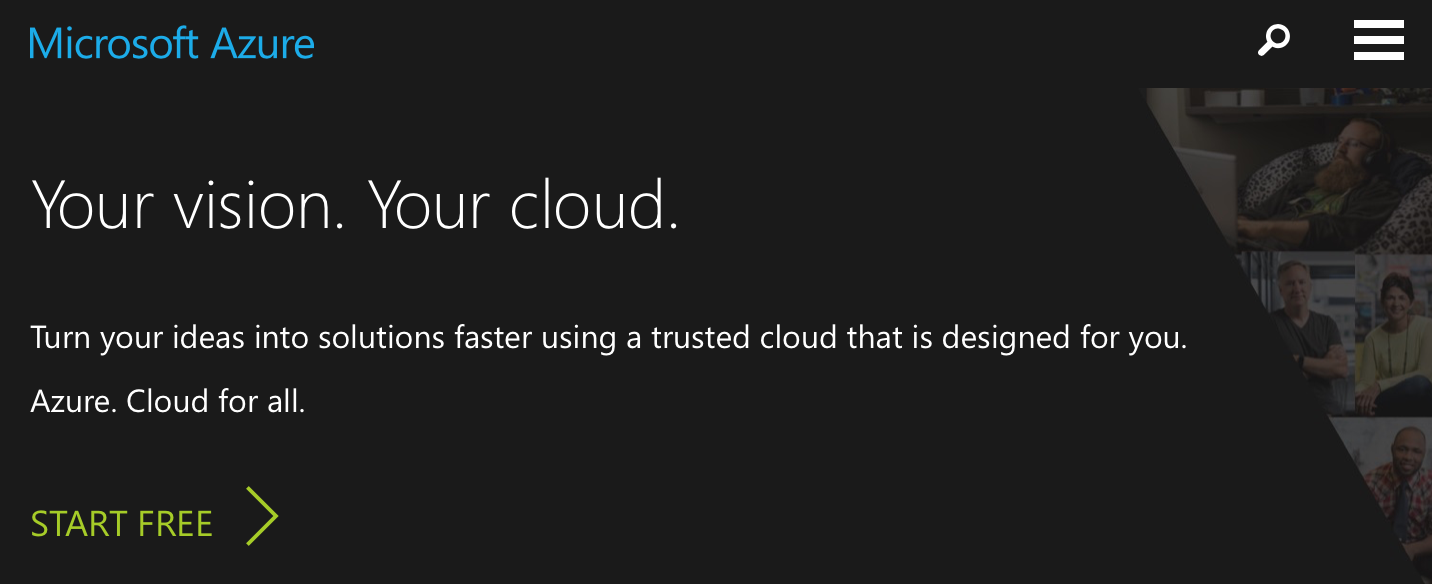 Microsoft Azure
Your vision. Your cloud.
Turn your ideas into solutions faster using a trusted cloud that is designed for you.
Azure. Cloud for all.
START FREE